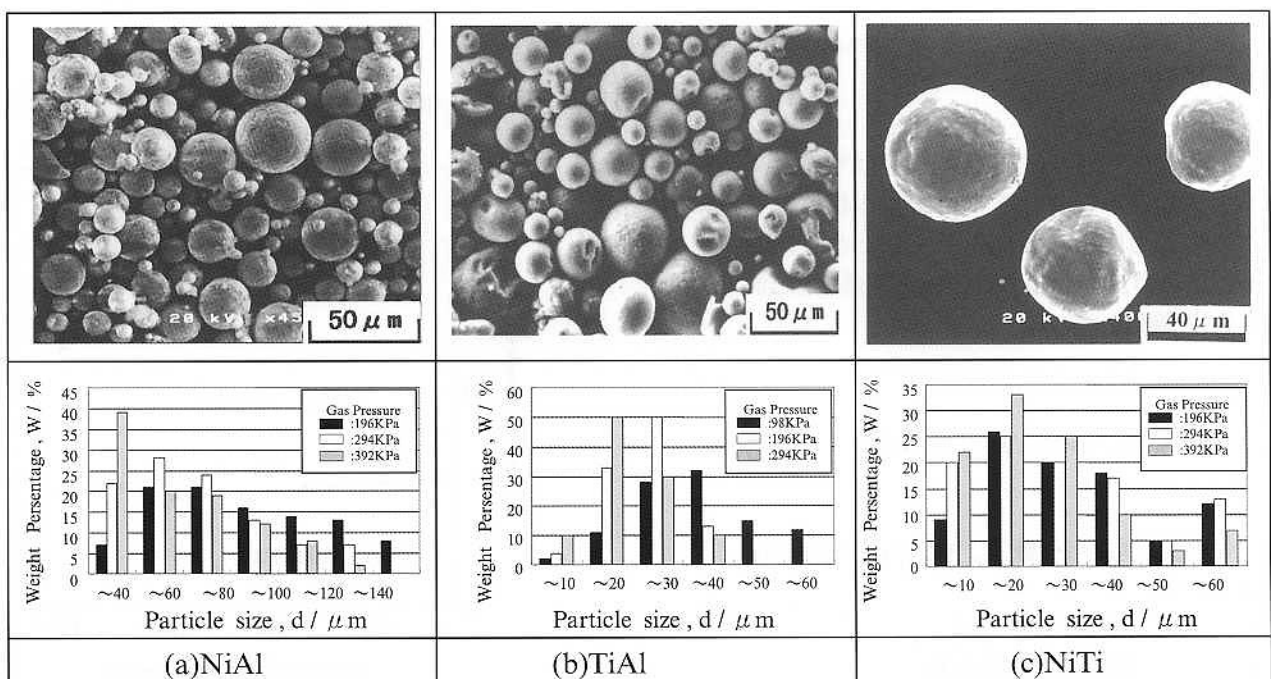 20 kV x45
50 μm
50 μm
20 kV 400
40 μm
Weight Persentage , W / %
45
40
35
30
25
20
15
10
5
0
Gas Pressure
:196KPa
:294KPa
:392KPa
～40 ～60 ～80 ～100 ～120 ～140
Particle size , d / μm
Weight Persentage , W / %
60
50
40
30
20
10
0
Gas Pressure
:98KPa
:196KPa
:294KPa
～10 ～20 ～30 ～40 ～50 ～60
Particle size , d / μm
Weight Persentage , W / %
35
30
25
20
15
10
5
0
Gas Pressure
:196KPa
:294KPa
:392KPa
～10 ～20 ～30 ～40 ～50 ～60
Particle size , d / μm
(a)NiAl
(b)TiAl
(c)NiTi